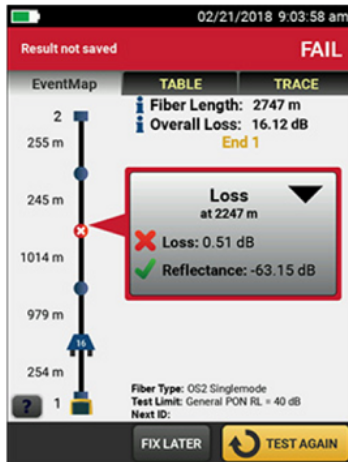 02/21/2018 9:03:58 am
Result not saved
FAIL
EventMap
TABLE
TRACE
Fiber Length: 2747 m
Overall Loss: 16.12 dB
End 1
2
255 m
245 m
1014 m
979 m
16
254 m
1
Loss
at 2247 m
Loss: 0.51 dB
Reflectance: -63.15 dB
Fiber Type: OS2 Singlemode
Test Limit: General PON RL = 40 dB
Next ID:
?
FIX LATER
TEST AGAIN